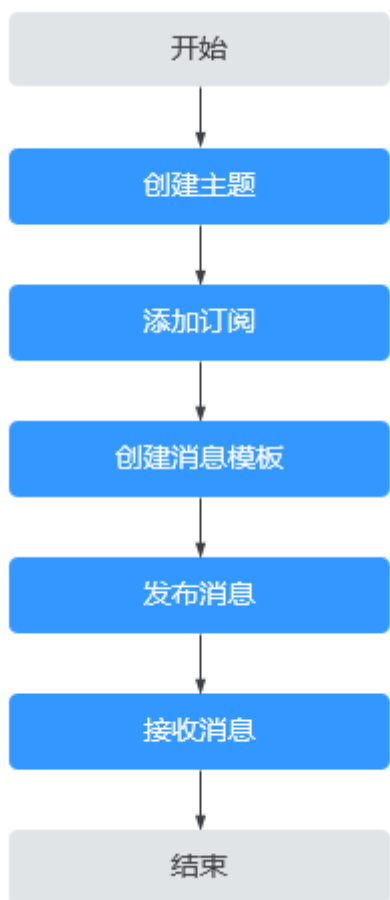 开始
创建主题
添加订阅
创建消息模板
发布消息
接收消息
结束